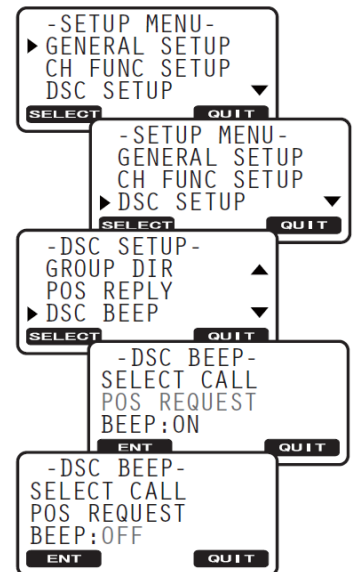 -SETUP MENU-
GENERAL SETUP
CH FUNC SETUP
DSC SETUP
SELECT QUIT
-SETUP MENU-
GENERAL SETUP
CH FUNC SETUP
DSC SETUP
SELECT QUIT
-DSC SETUP-
GROUP DIR
POS REPLY
DSC BEEP
SELECT QUIT
-DSC BEEP-
SELECT CALL
POS REQUEST
BEEP:ON
ENT QUIT
-DSC BEEP-
SELECT CALL
POS REQUEST
BEEP:OFF
ENT QUIT